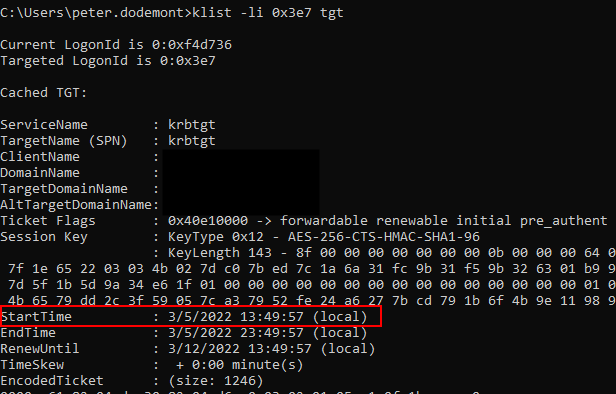 C:\Users\peter.dodemont>klist -li 0x3e7 tgt
Current LogonId is 0:0xf4d736
Targeted LogonId is 0:0x3e7
Cached TGT:
ServiceName : krbtgt
TargetName (SPN) : krbtgt
ClientName :
DomainName :
TargetDomainName :
AltTargetDomainName:
Ticket Flags : 0x40e10000 -> forwardable renewable initial pre_authent
Session Key : KeyType 0x12 - AES-256-CTS-HMAC-SHA1-96
: KeyLength 143 - 8f 00 00 00 00 00 00 00 0b 00 00 00 64 0
7f 1e 65 22 03 03 4b 02 7d c0 7b ed 7c 1a 6a 31 fc 9b 31 f5 9b 32 63 01 b9 9
7d 5f 1b 5d 9a 34 e6 1f 01 00 00 00 00 00 00 00 00 00 00 00 00 00 00 00 01 0
4b 65 79 dd 2c 3f 59 05 7c a3 79 52 fe 24 a6 27 7b cd 79 1b 6f 4b 9e 11 98 9
StartTime : 3/5/2022 13:49:57 (local)
EndTime : 3/5/2022 23:49:57 (local)
RenewUntil : 3/12/2022 13:49:57 (local)
TimeSkew : + 0:00 minute(s)
EncodedTicket : (size: 1246)